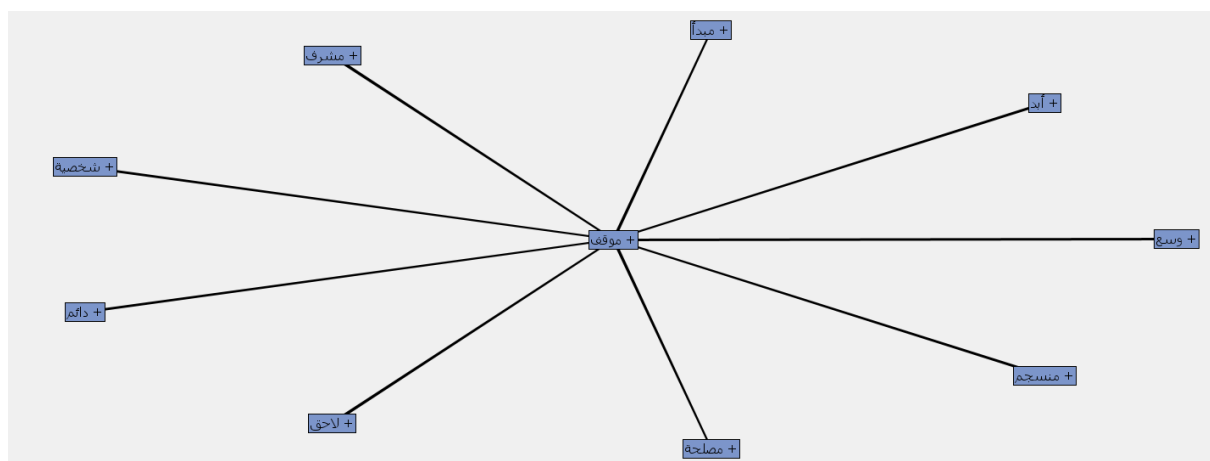 + مبدأ
+ مشرف
+ أبد
+ شخصية
+ موقف
+ وسع
+ دائم
+ منسجم
+ لاحق
+ مصلحة